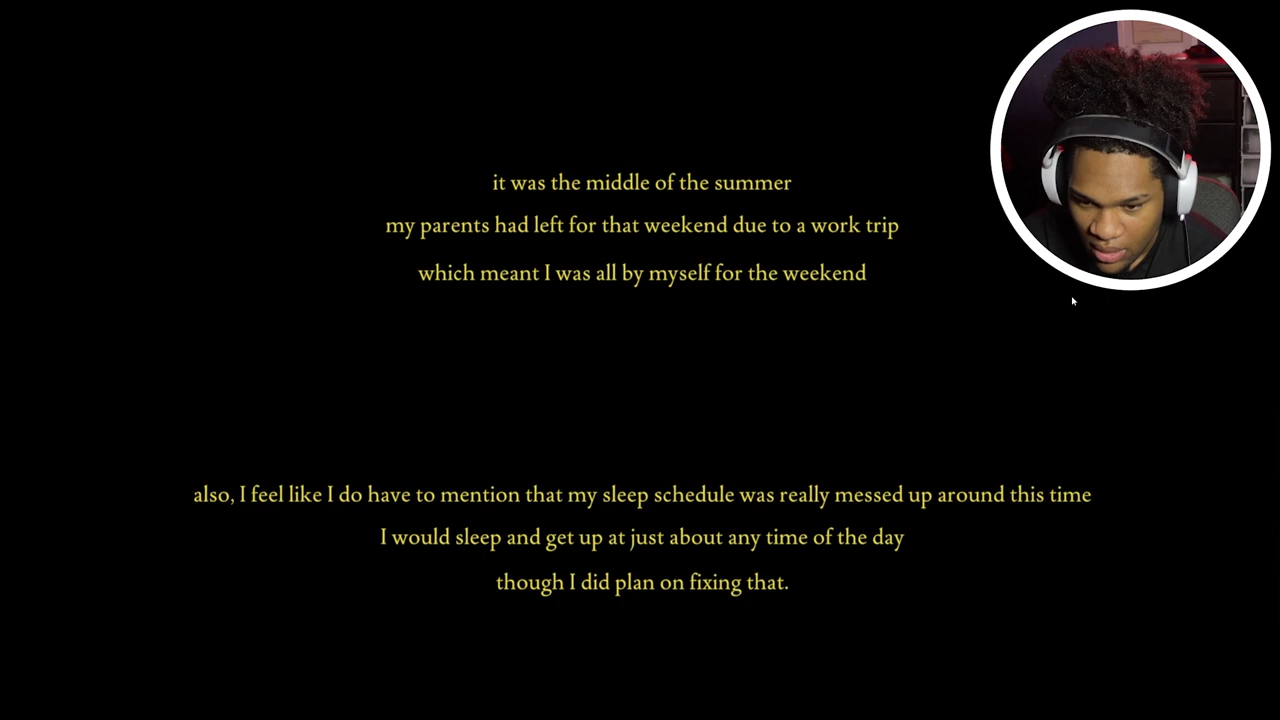 it was the middle of the summer
my parents had left for that weekend due to a work trip
which meant I was all by myself for the weekend
also, I feel like I do have to mention that my sleep schedule was really messed up around this time
I would sleep and get up at just about any time of the day
though I did plan on fixing that.